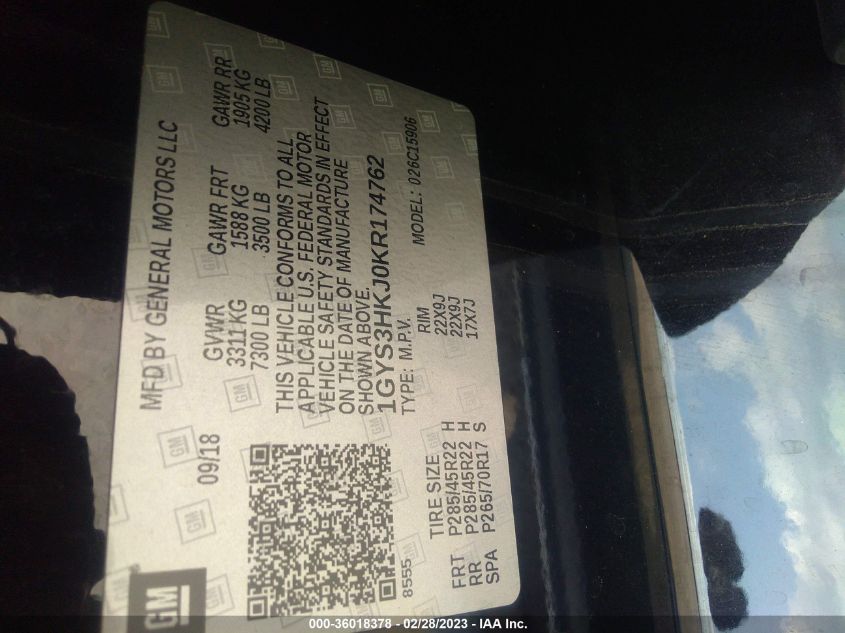 GM
09/18
MFD BY GENERAL MOTORS LLC
GVWR GAWR FRT GAWR RR
3311 KG 1588 KG 1905 KG
7300 LB 3500 LB 4200 LB
THIS VEHICLE CONFORMS TO ALL
APPLICABLE U.S. FEDERAL MOTOR
VEHICLE SAFETY STANDARDS IN EFFECT
ON THE DATE OF MANUFACTURE
SHOWN ABOVE.
1GYS3HKJ0KR174762
8555 TYPE: M.P.V. MODEL: 026C15906
TIRE SIZE RIM
FRT P285/45R22 H 22X9J
RR P285/45R22 H 22X9J
SPA P265/70R17 S 17X7J
000-36018378 - 02/28/2023 - IAA Inc.